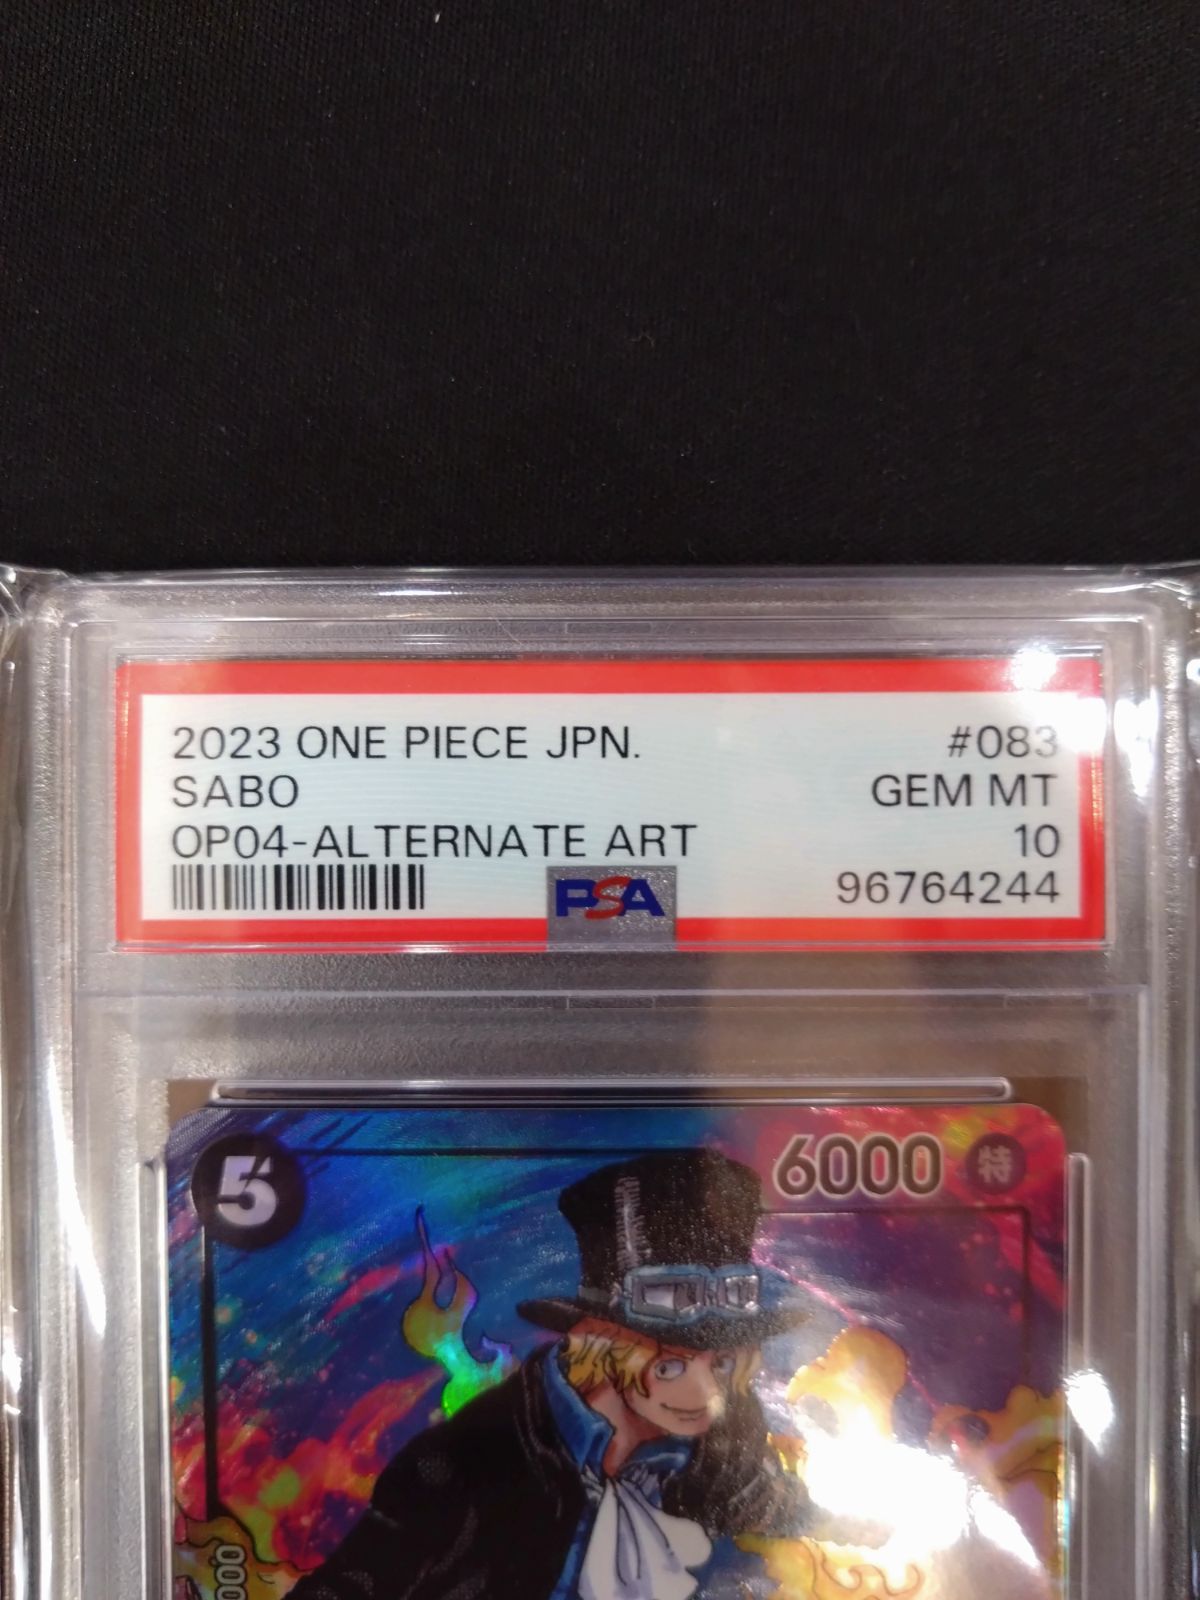 2023 ONE PIECE JPN. #083
SABO GEM MT
OP04-ALTERNATE ART 10
PSA 96764244
5 6000 特